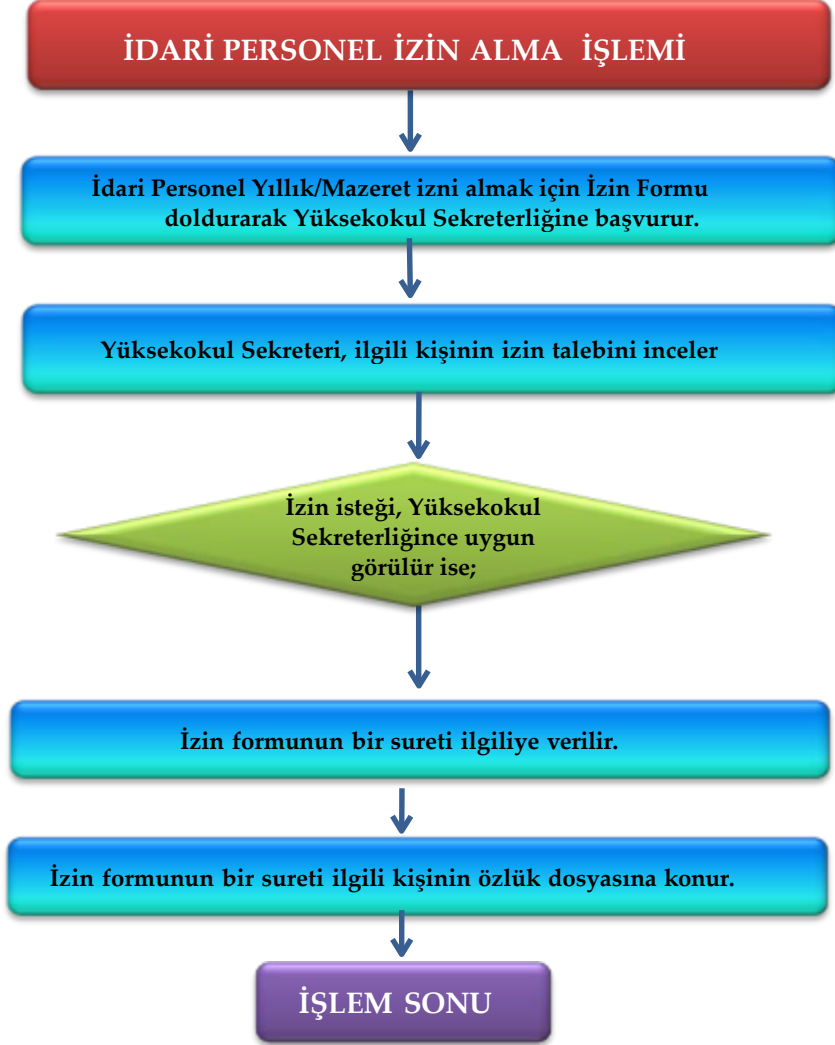 İDARİ PERSONEL İZİN ALMA İŞLEMİ
İdari Personel Yıllık/Mazeret izni almak için İzin Formu
doldurarak Yüksekokul Sekreterliğine başvurur.
Yüksekokul Sekreteri, ilgili kişinin izin talebini inceler
İzin isteği, Yüksekokul
Sekreterliğince uygun
görülür ise;
İzin formunun bir sureti ilgiliye verilir.
İzin formunun bir sureti ilgili kişinin özlük dosyasına konur.
İŞLEM SONU